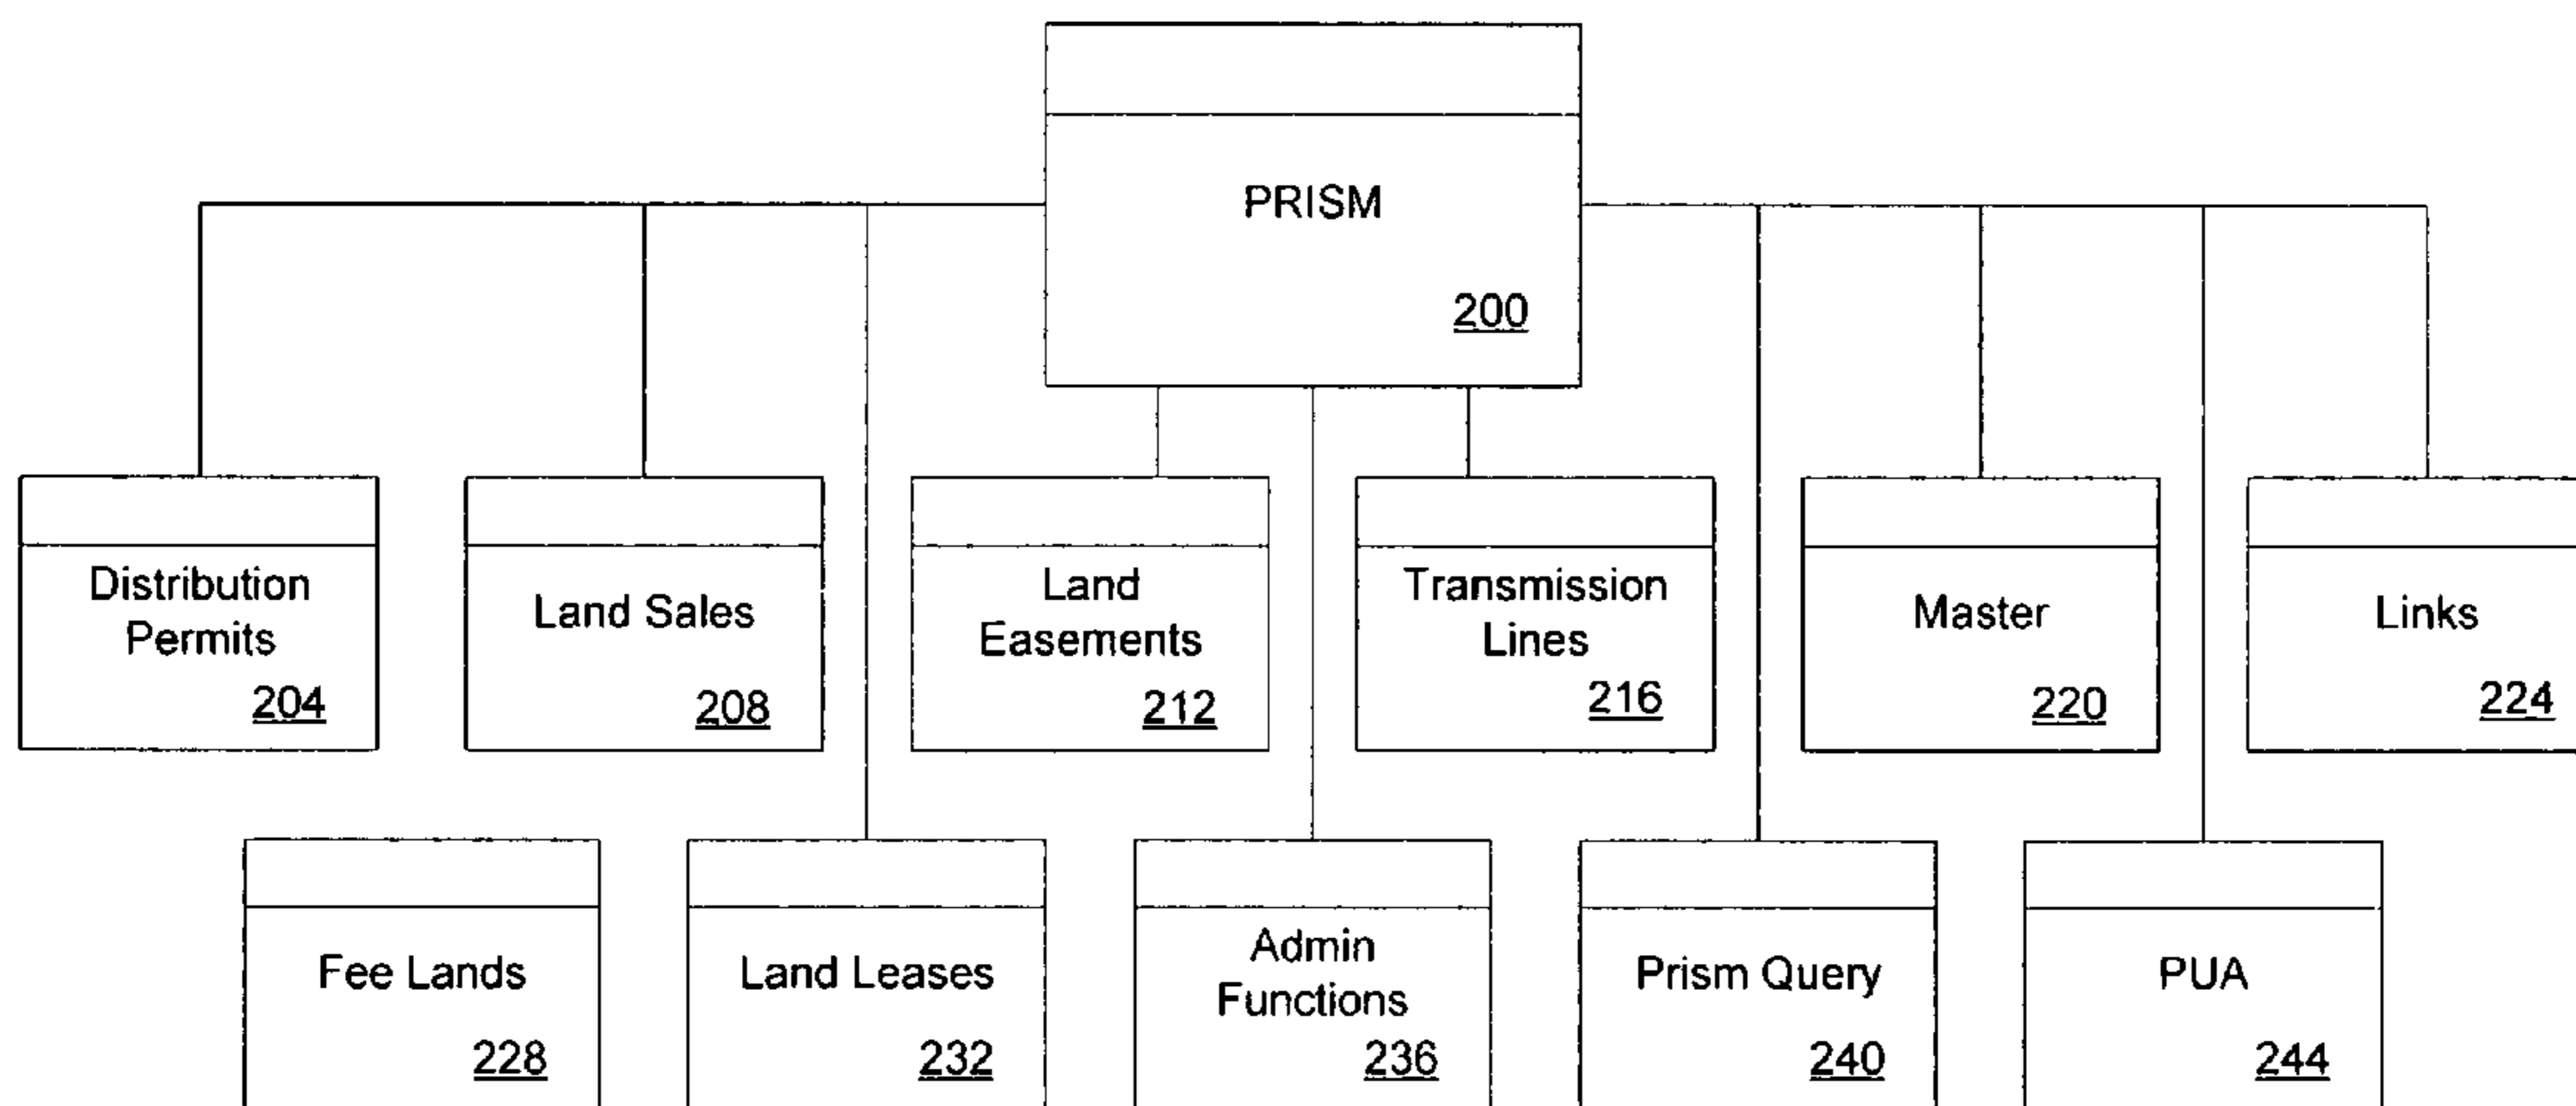 PRISM
200
Distribution
Permits
204
Land Sales
208
Land
Easements
212
Transmission
Lines
216
Master
220
Links
224
Fee Lands
228
Land Leases
232
Admin
Functions
236
Prism Query
240
PUA
244